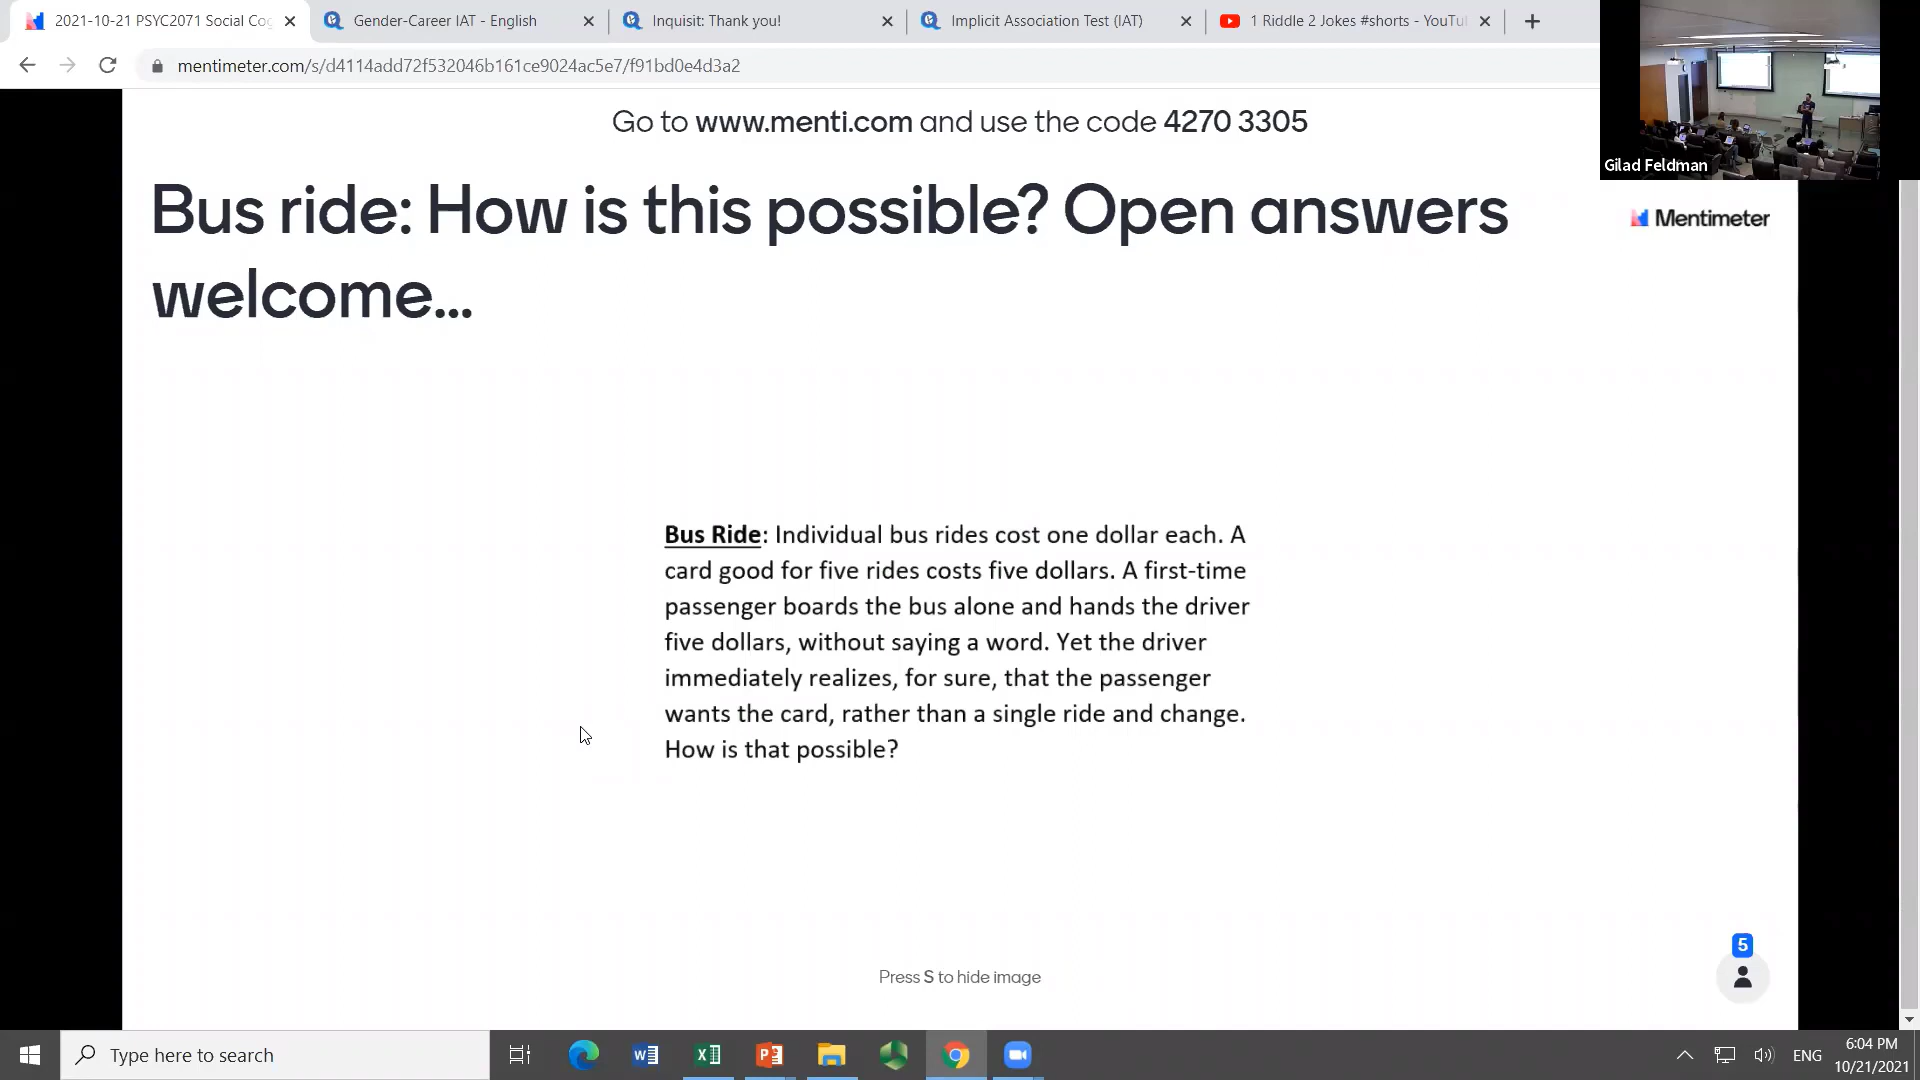 2021-10-21 PSYC2071 Social Cog
Gender-Career IAT - English
Inquisit: Thank you!
Implicit Association Test (IAT)
1 Riddle 2 Jokes #shorts - YouTu
mentimeter.com/s/d4114add72f532046b161ce9024ac5e7/f91bd0e4d3a2
Gilad Feldman
Go to www.menti.com and use the code 4270 3305
Bus ride: How is this possible? Open answers
welcome...
Mentimeter
Bus Ride: Individual bus rides cost one dollar each. A
card good for five rides costs five dollars. A first-time
passenger boards the bus alone and hands the driver
five dollars, without saying a word. Yet the driver
immediately realizes, for sure, that the passenger
wants the card, rather than a single ride and change.
How is that possible?
5
Press S to hide image
Type here to search
ENG
6:04 PM
10/21/2021